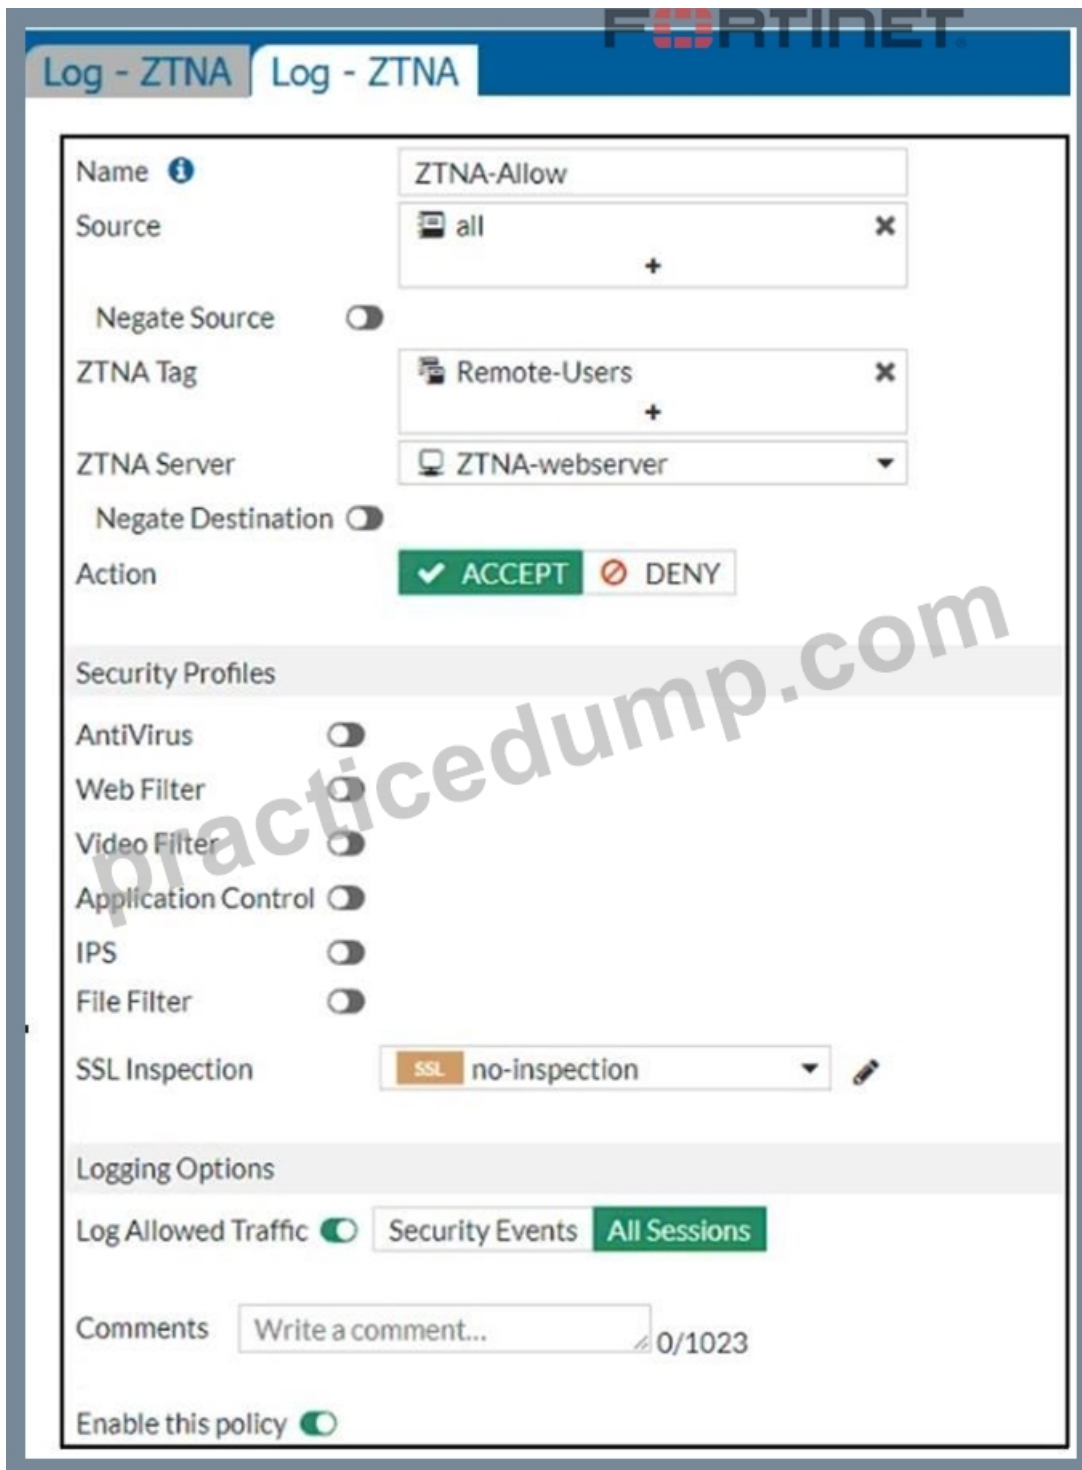 FORTINET
Log - ZTNA Log - ZTNA
Name
ZTNA-Allow
Source
all
Negate Source
ZTNA Tag
Remote-Users
ZTNA Server
ZTNA-webserver
Negate Destination
Action
ACCEPT DENY
Security Profiles
AntiVirus
Web Filter
Video Filter
Application Control
IPS
File Filter
SSL Inspection
SSL no-inspection
Logging Options
Log Allowed Traffic Security Events All Sessions
Comments Write a comment... 0/1023
Enable this policy
practicedump.com